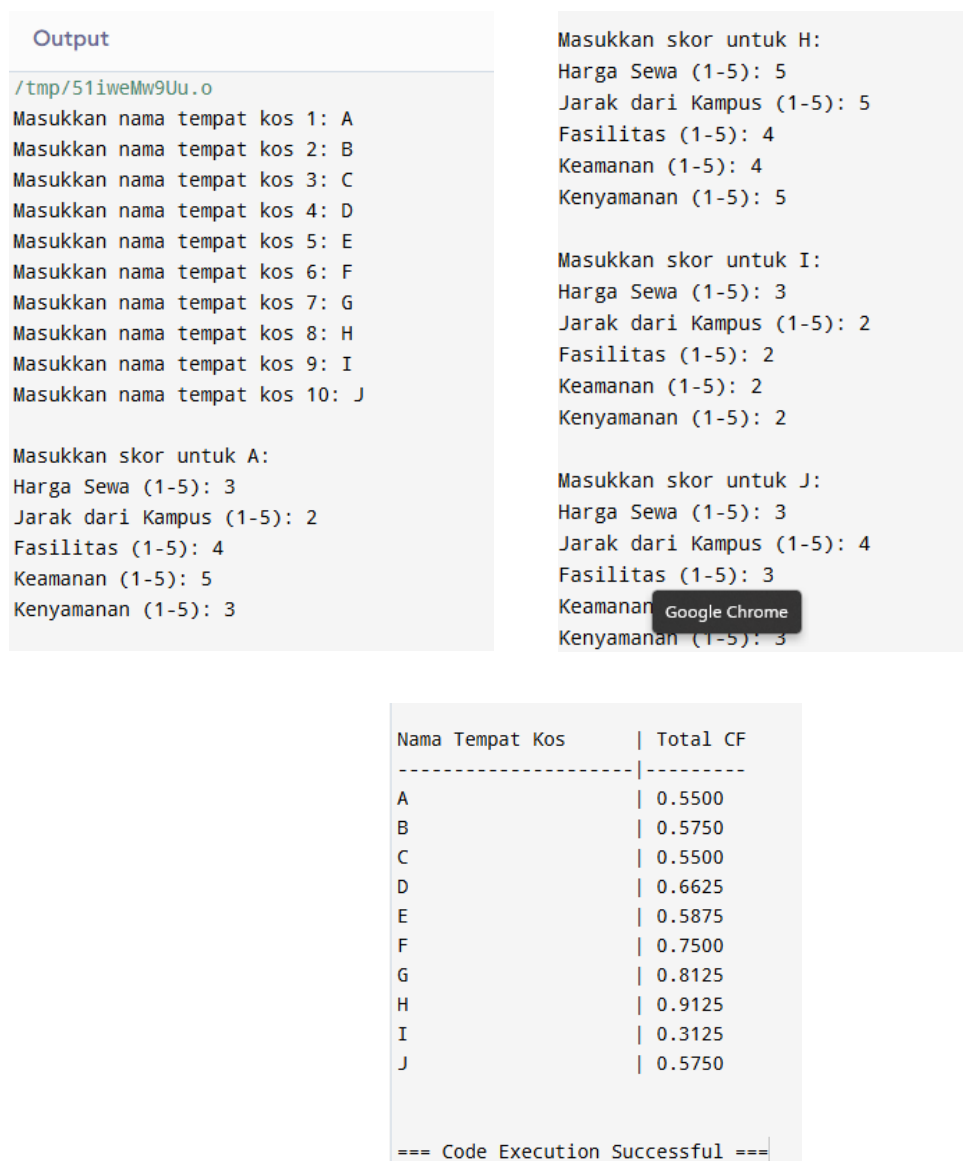 Output
/tmp/51iweMw9Uu.o
Masukkan nama tempat kos 1: A
Masukkan nama tempat kos 2: B
Masukkan nama tempat kos 3: C
Masukkan nama tempat kos 4: D
Masukkan nama tempat kos 5: E
Masukkan nama tempat kos 6: F
Masukkan nama tempat kos 7: G
Masukkan nama tempat kos 8: H
Masukkan nama tempat kos 9: I
Masukkan nama tempat kos 10: J
Masukkan skor untuk A:
Harga Sewa (1-5): 3
Jarak dari Kampus (1-5): 2
Fasilitas (1-5): 4
Keamanan (1-5): 5
Kenyamanan (1-5): 3
Masukkan skor untuk H:
Harga Sewa (1-5): 5
Jarak dari Kampus (1-5): 5
Fasilitas (1-5): 4
Keamanan (1-5): 4
Kenyamanan (1-5): 5
Masukkan skor untuk I:
Harga Sewa (1-5): 3
Jarak dari Kampus (1-5): 2
Fasilitas (1-5): 2
Keamanan (1-5): 2
Kenyamanan (1-5): 2
Masukkan skor untuk J:
Harga Sewa (1-5): 3
Jarak dari Kampus (1-5): 4
Fasilitas (1-5): 3
Keamanan
Google Chrome
Kenyamanan (1-5): 3
Nama Tempat Kos | Total CF
---------------------|---------
A | 0.5500
B | 0.5750
C | 0.5500
D | 0.6625
E | 0.5875
F | 0.7500
G | 0.8125
H | 0.9125
I | 0.3125
J | 0.5750
=== Code Execution Successful ===